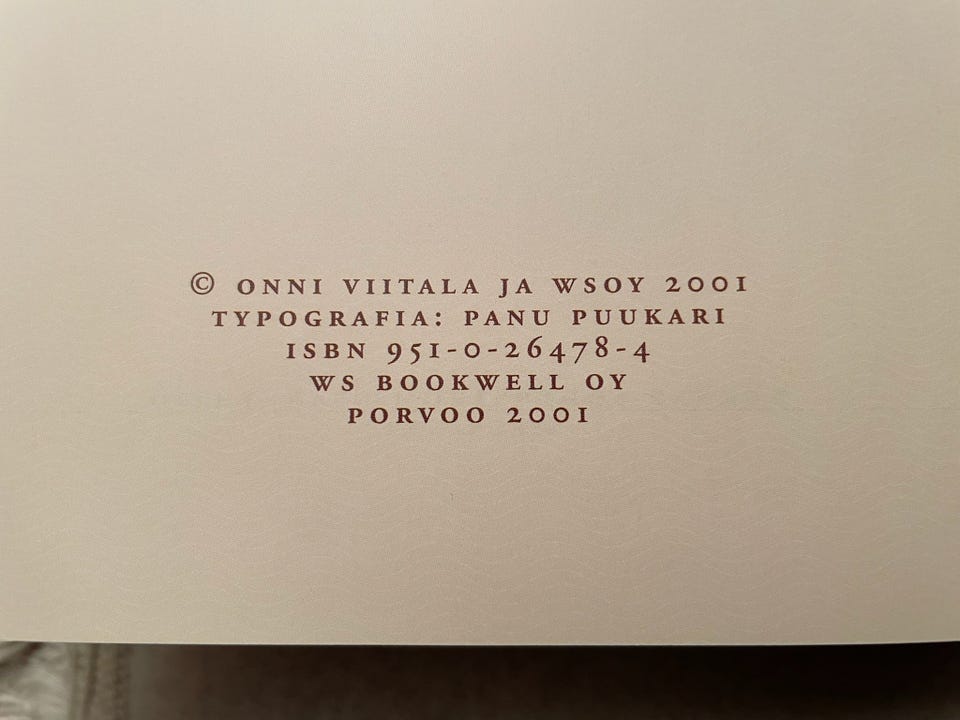 © ONNI VIITALA JA WSOY 2001
TYPOGRAFIA: PANU PUUKARI
ISBN 951-0-26478-4
WS BOOKWELL OY
PORVOO 2001